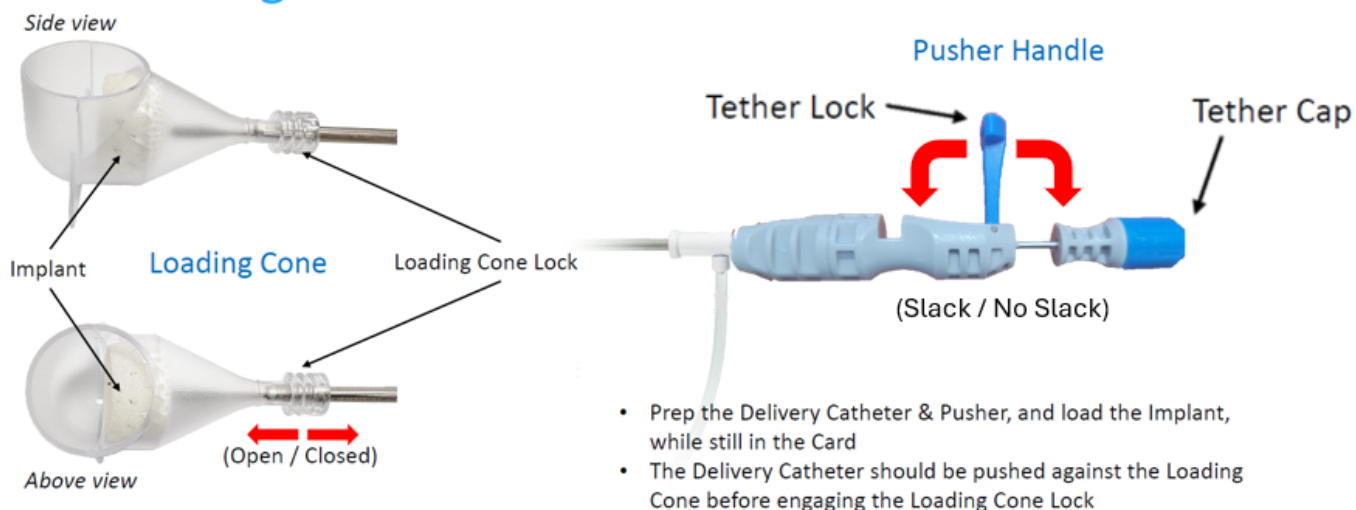 Side view
Implant
Loading Cone
Loading Cone Lock
(Open / Closed)
Above view
Pusher Handle
Tether Lock
Tether Cap
(Slack / No Slack)
• Prep the Delivery Catheter & Pusher, and load the Implant,
while still in the Card
• The Delivery Catheter should be pushed against the Loading
Cone before engaging the Loading Cone Lock